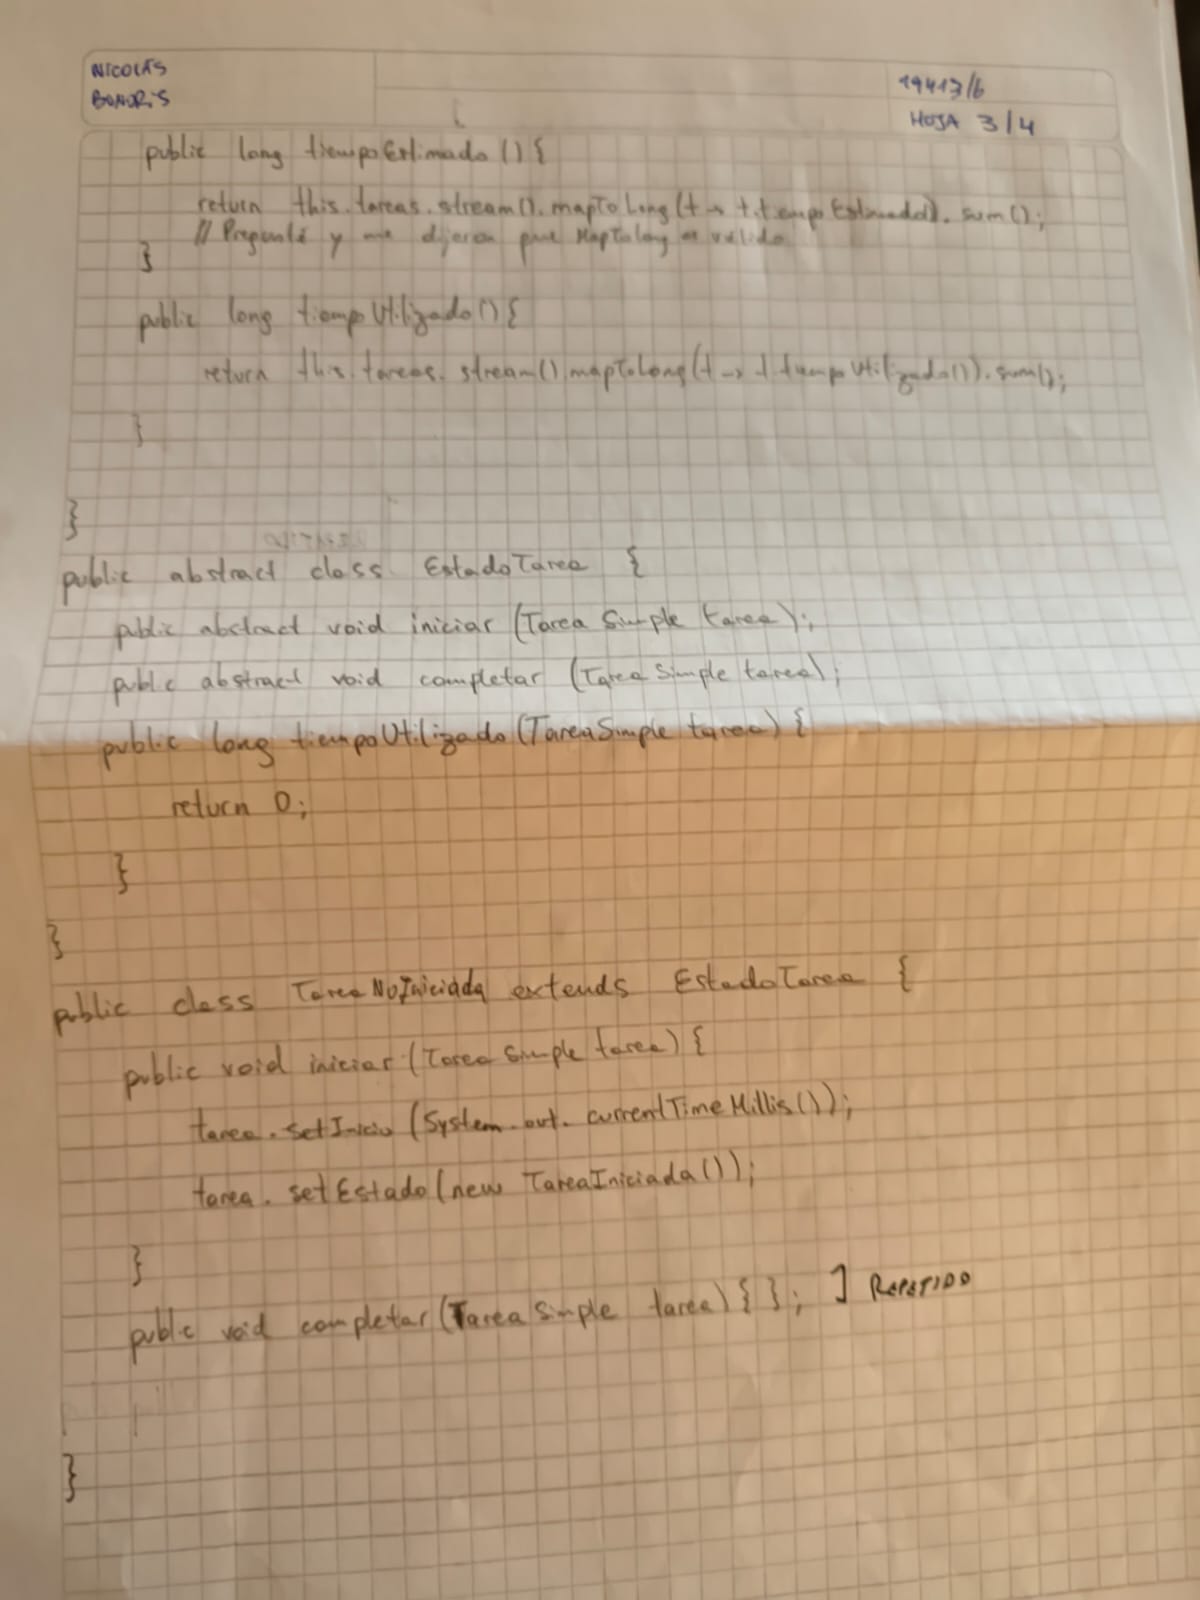 NICOLÁS
BONORIS
19413/6
HOJA 3/4
public long tiempoEstimado () {
return this.tareas.stream().mapToLong(t -> t.tiempoEstimado()).sum();
// Pregunté y me dijeron que MapToLong es válido
}
public long tiempoUtilizado() {
return this.tareas.stream().mapToLong(t -> t.tiempoUtilizado()).sum();
}
}
public abstract class EstadoTarea {
public abstract void iniciar (TareaSimple tarea);
public abstract void completar (TareaSimple tarea);
public long tiempoUtilizado(TareaSimple tarea) {
return 0;
}
}
public class TareaNoIniciada extends EstadoTarea {
public void iniciar (TareaSimple tarea) {
tarea.setInicio (System.out.currentTimeMillis());
tarea.setEstado(new TareaIniciada());
}
public void completar (TareaSimple tarea) { }; ] REPETIDO
}